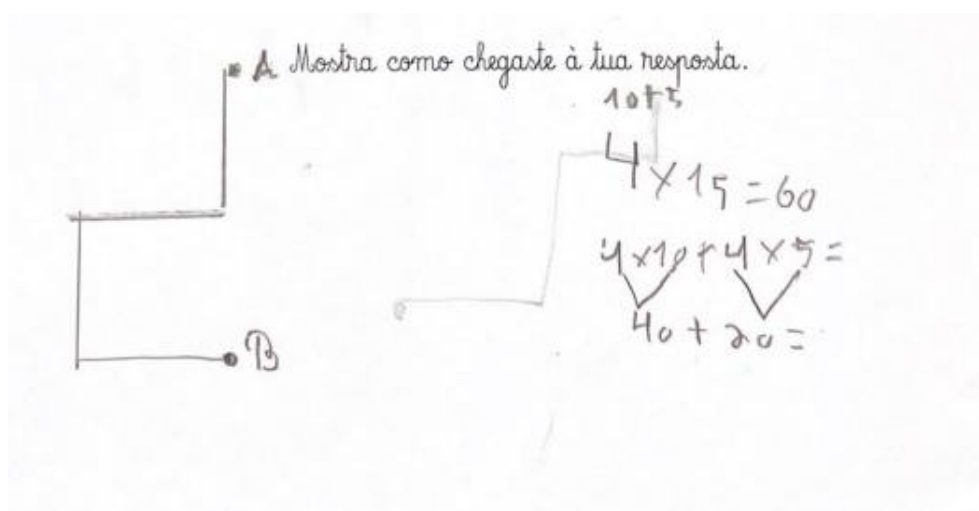 A Mostra como chegaste à tua resposta.
10+5
4 x 15 = 60
4 x 10 + 4 x 5 =
40 + 20 =
B